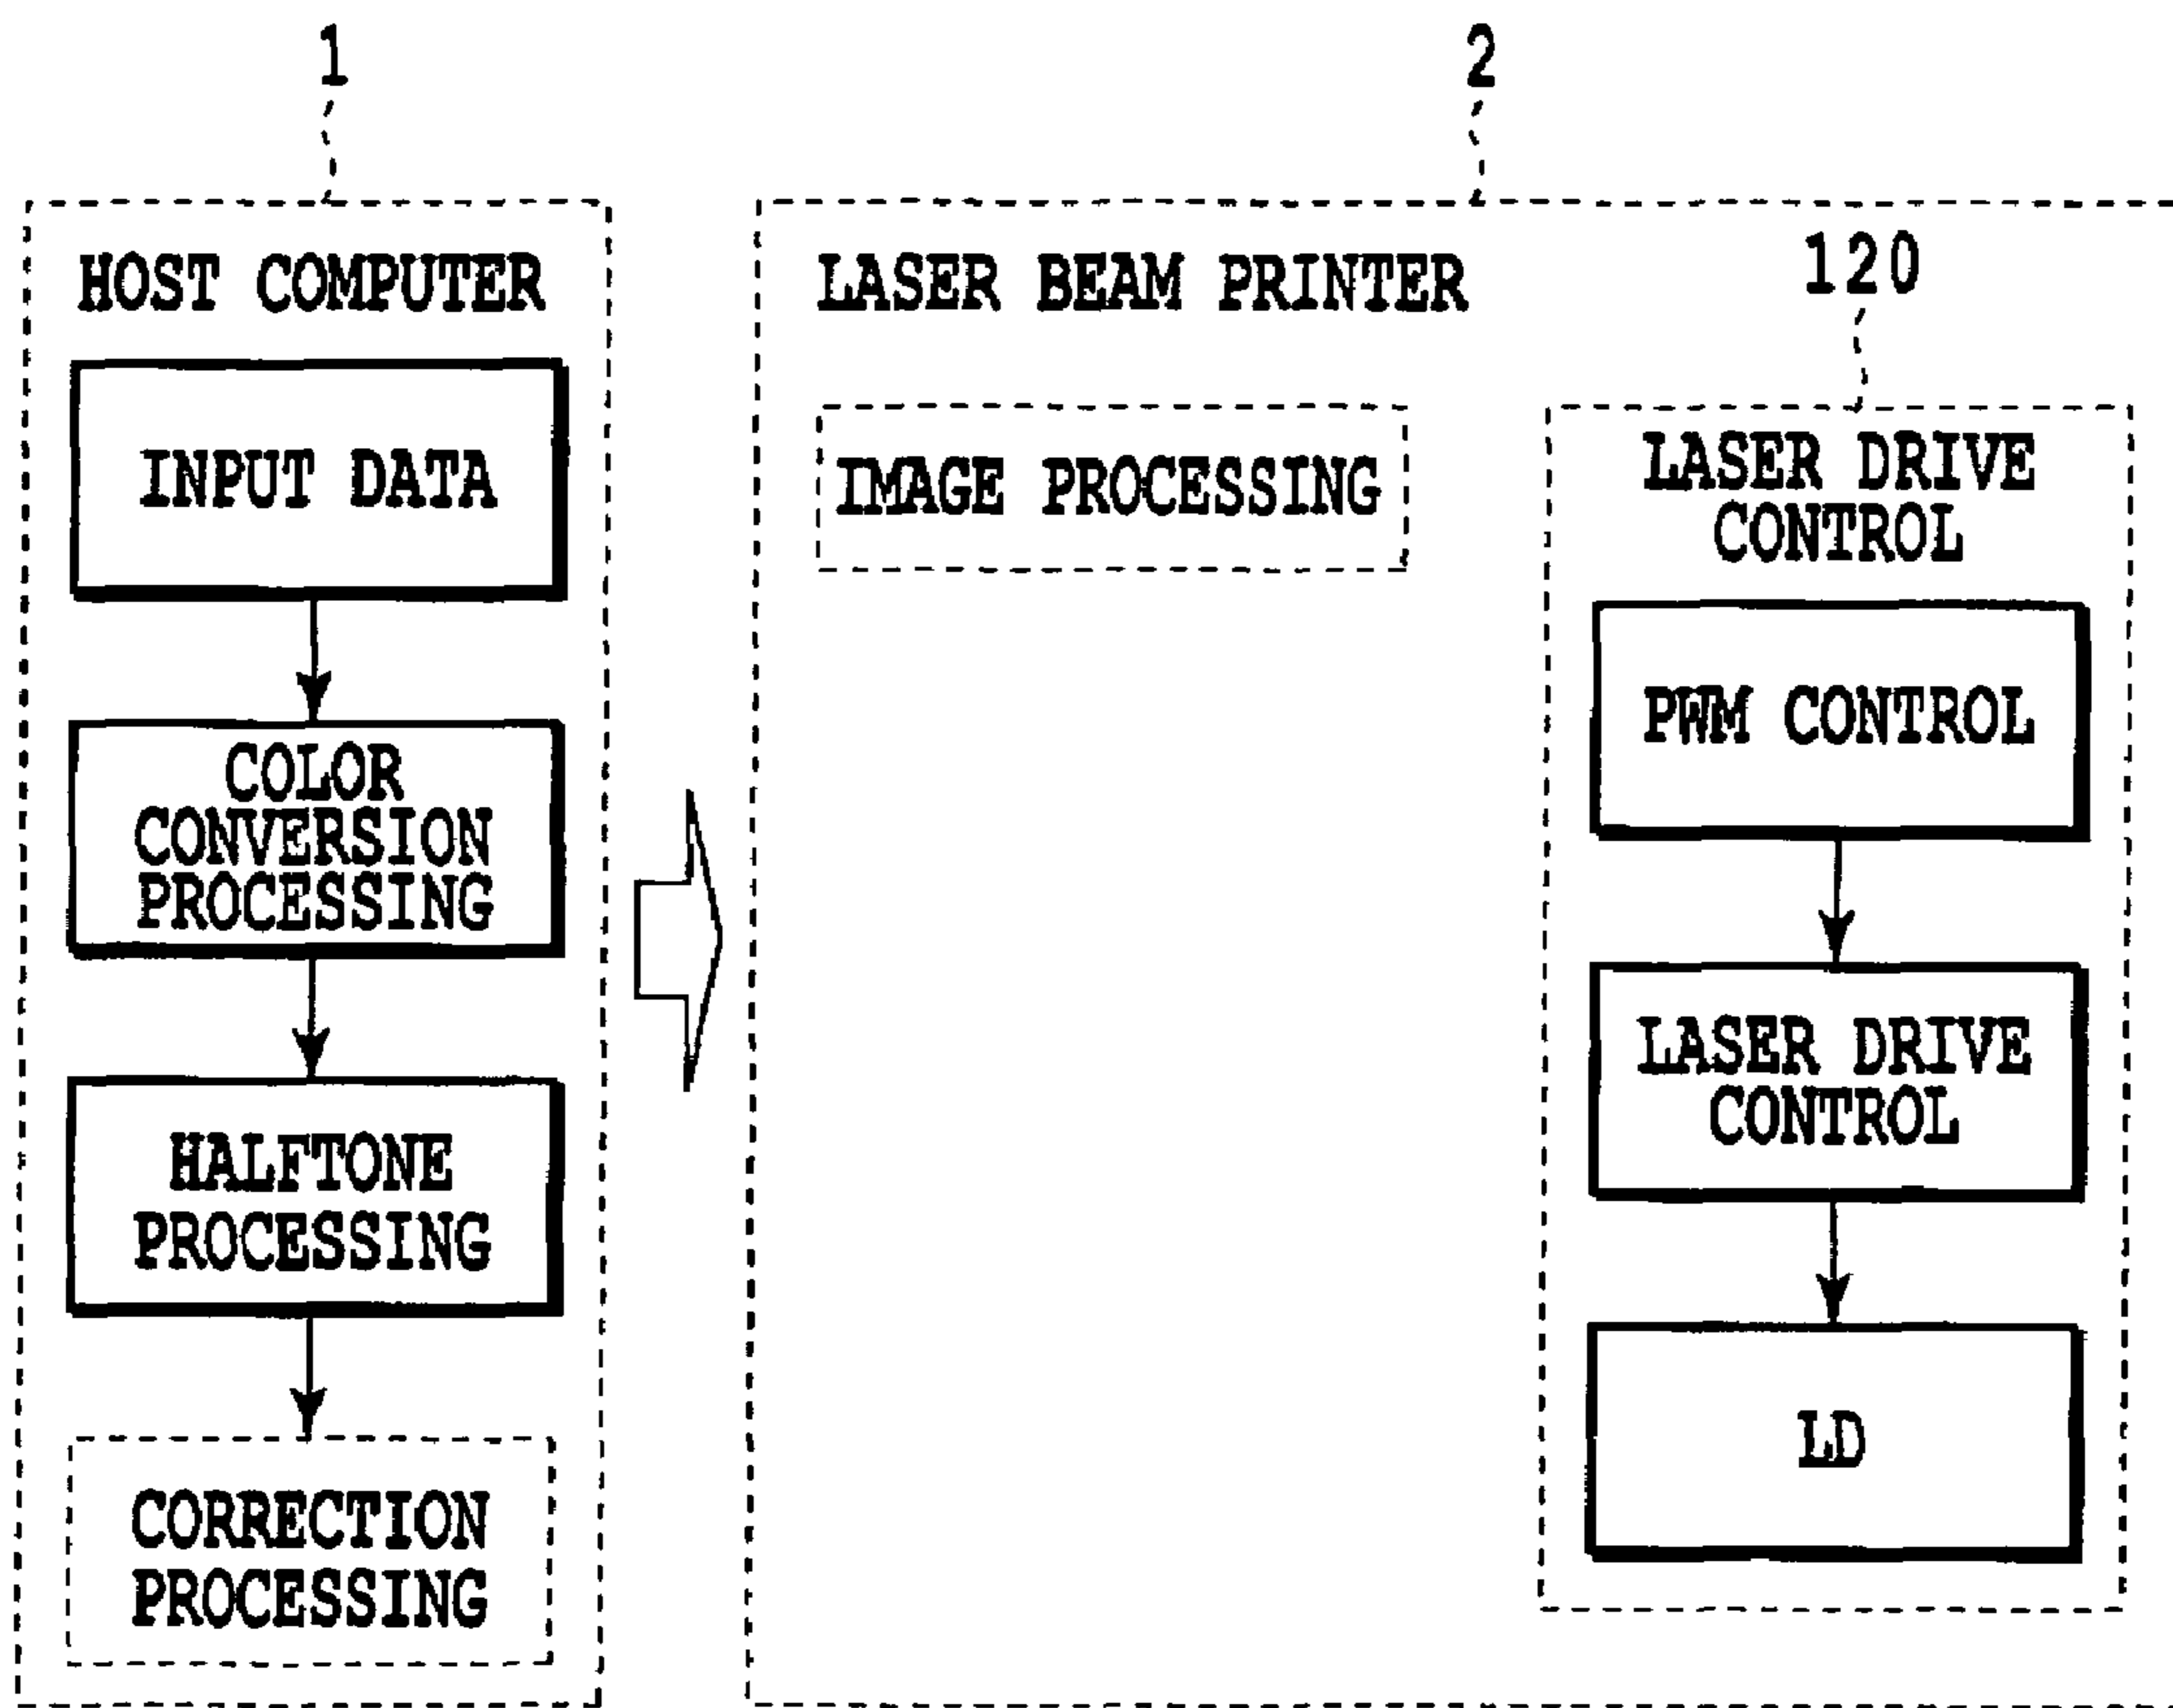 1
2
HOST COMPUTER
INPUT DATA
COLOR
CONVERSION
PROCESSING
HALFTONE
PROCESSING
CORRECTION
PROCESSING
LASER BEAM PRINTER
IMAGE PROCESSING
120
LASER DRIVE
CONTROL
PWM CONTROL
LASER DRIVE
CONTROL
LD